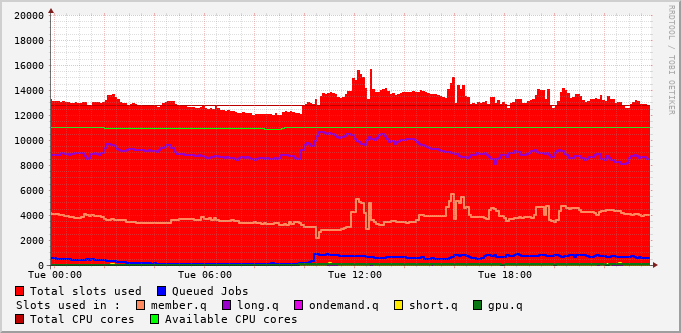 RRDTOOL / TOBI OETIKER
20000
18000
16000
14000
12000
10000
8000
6000
4000
2000
0
Tue 00:00 Tue 06:00 Tue 12:00 Tue 18:00
Total slots used Queued Jobs
Slots used in : member.q long.q ondemand.q short.q gpu.q
Total CPU cores Available CPU cores